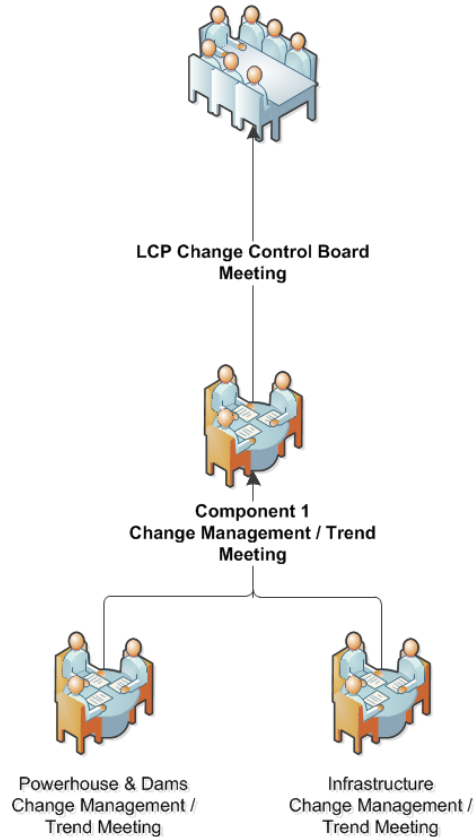 LCP Change Control Board
Meeting
Component 1
Change Management / Trend
Meeting
Powerhouse & Dams
Change Management /
Trend Meeting
Infrastructure
Change Management /
Trend Meeting